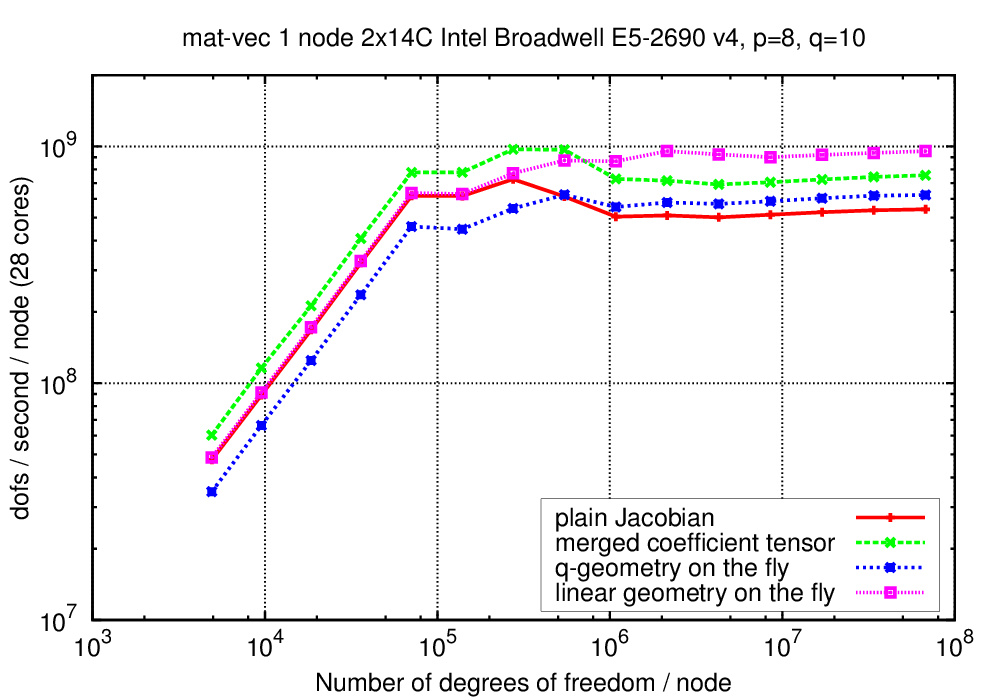 mat-vec 1 node 2x14C Intel Broadwell E5-2690 v4, p=8, q=10
10^9
10^8
10^7
dofs / second / node (28 cores)
plain Jacobian
merged coefficient tensor
q-geometry on the fly
linear geometry on the fly
10^3 10^4 10^5 10^6 10^7 10^8
Number of degrees of freedom / node